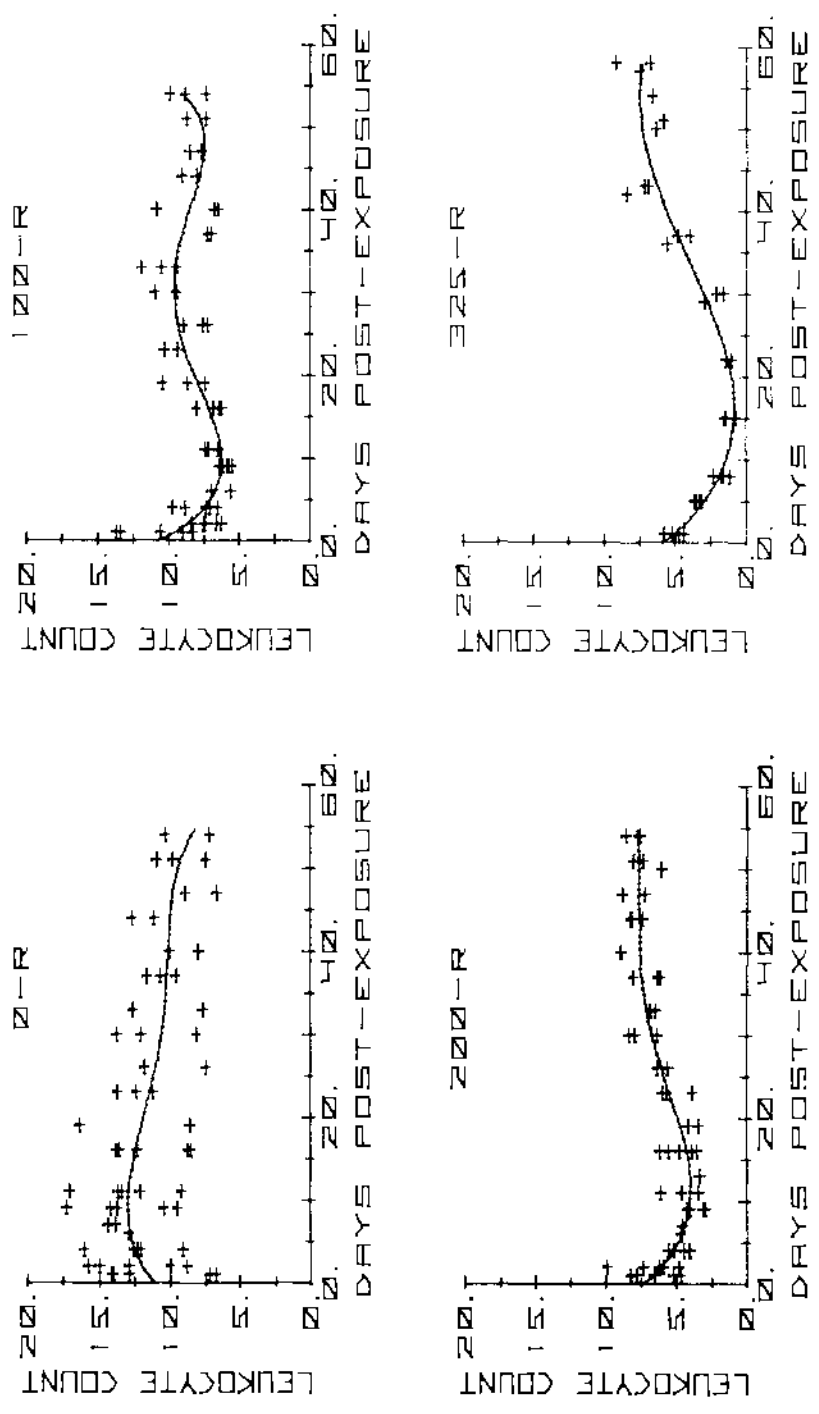 0-R
LEUKOCYTE COUNT
20.
15.
10.
5.
0.
0. 20. 40. 60.
DAYS POST-EXPOSURE
100-R
LEUKOCYTE COUNT
20.
15.
10.
5.
0.
0. 20. 40. 60.
DAYS POST-EXPOSURE
200-R
LEUKOCYTE COUNT
20.
15.
10.
5.
0.
0. 20. 40. 60.
DAYS POST-EXPOSURE
325-R
LEUKOCYTE COUNT
20.
15.
10.
5.
0.
0. 20. 40. 60.
DAYS POST-EXPOSURE